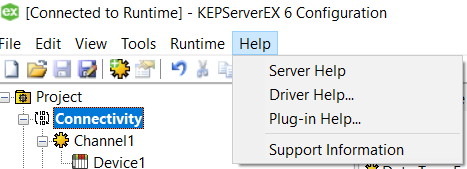 [Connected to Runtime] - KEPServerEX 6 Configuration
File Edit View Tools Runtime Help
Server Help
Driver Help...
Plug-in Help...
Support Information
Project
Connectivity
Channel1
Device1